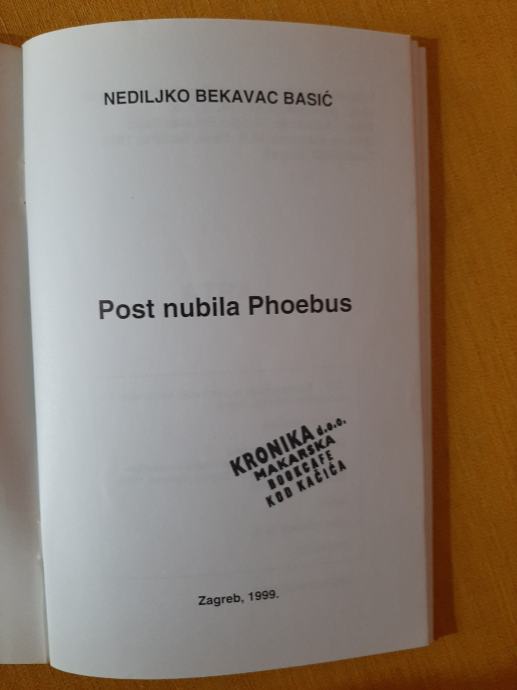 NEDILJKO BEKAVAC BASIĆ
Post nubila Phoebus
KRONIKA d.o.o.
MAKARSKA
BOOKCAFE
KOD KAČIĆA
Zagreb, 1999.